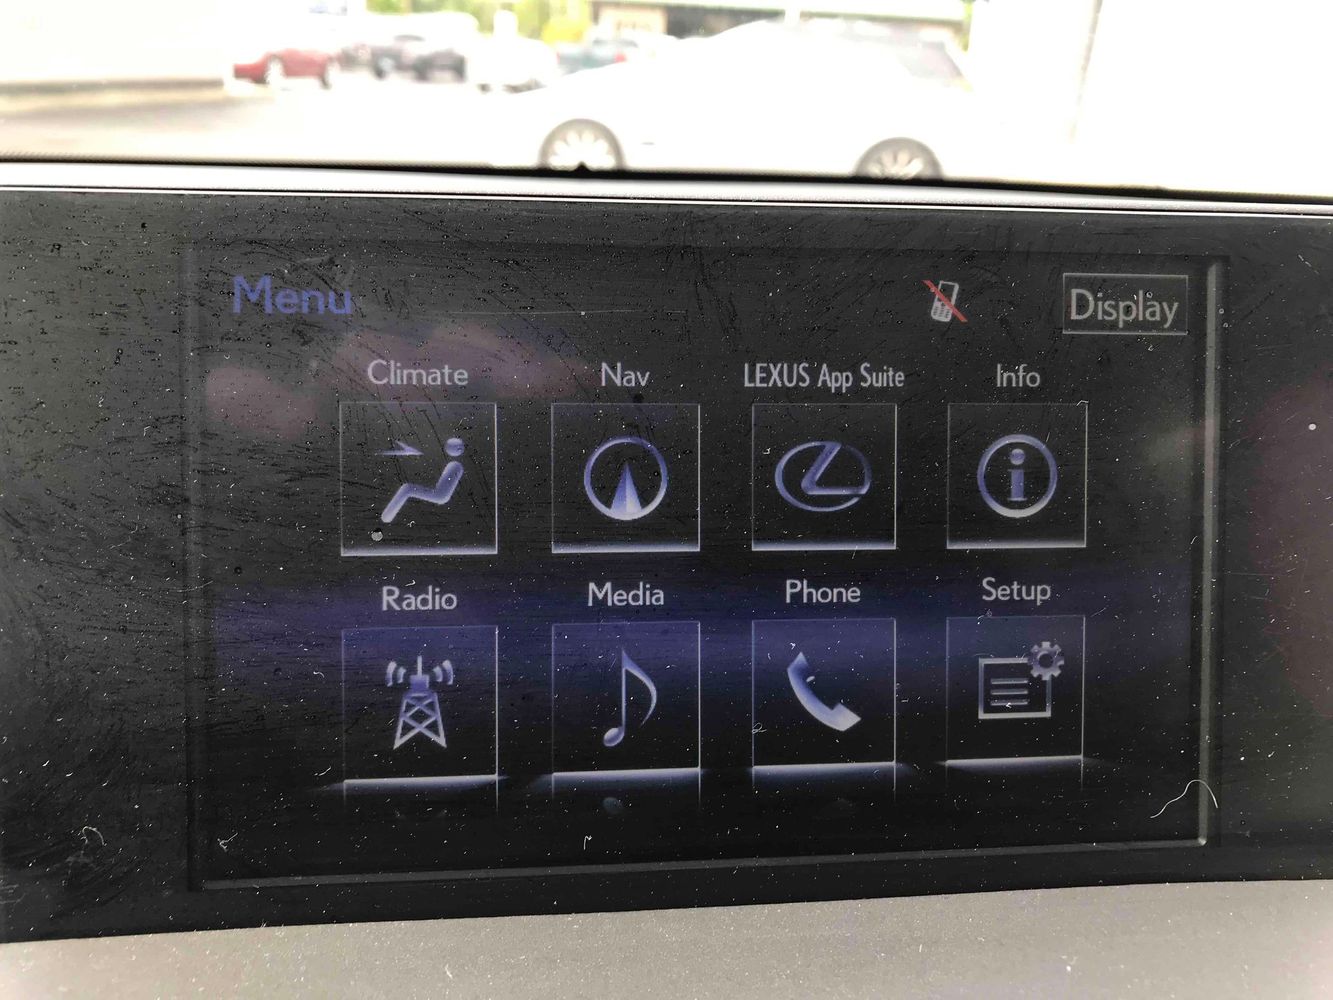 Menu
Display
Climate
Nav
LEXUS App Suite
Info
Radio
Media
Phone
Setup